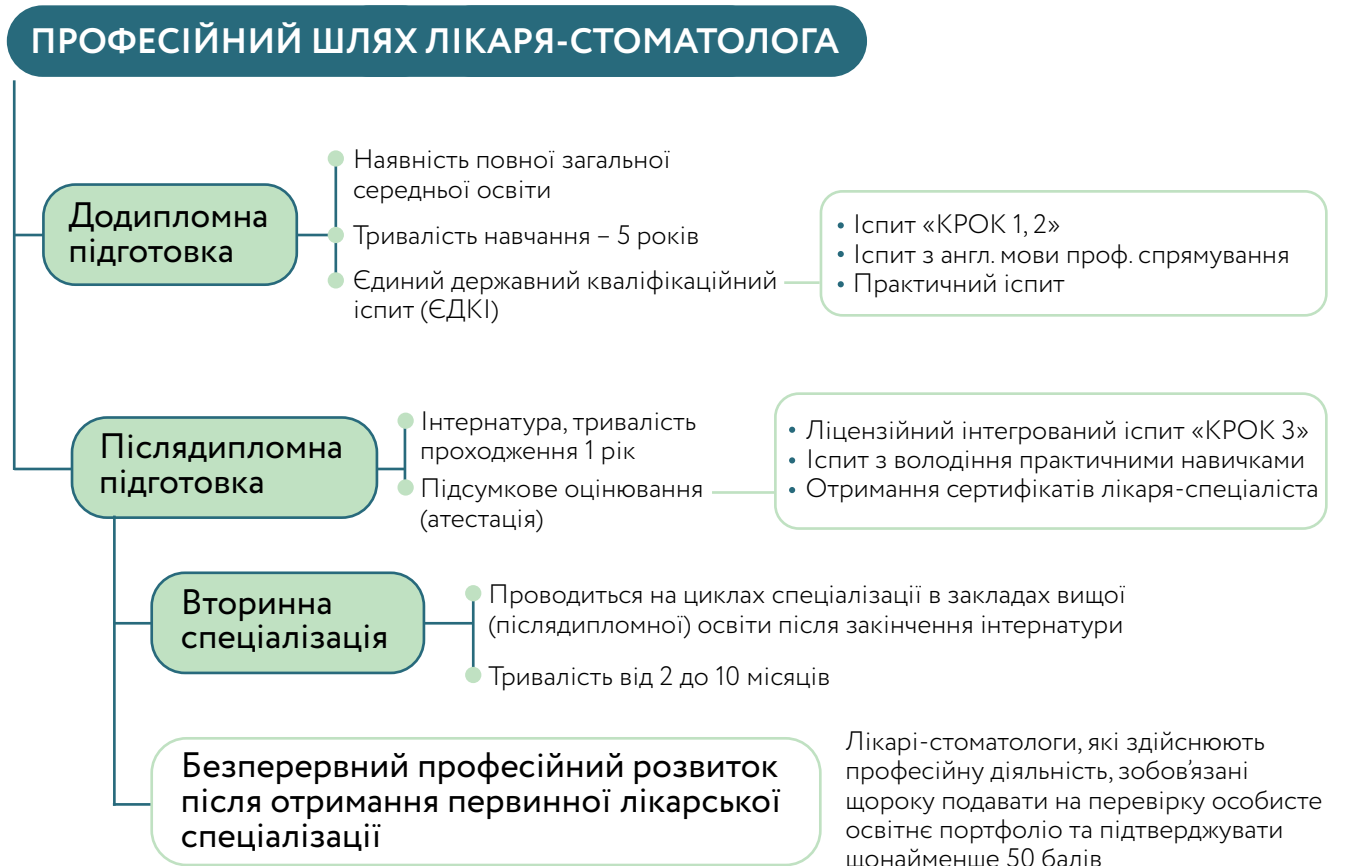 ПРОФЕСІЙНИЙ ШЛЯХ ЛІКАРЯ-СТОМАТОЛОГА
Додипломна
підготовка
Наявність повної загальної
середньої освіти
Тривалість навчання – 5 років
Єдиний державний кваліфікаційний
іспит (ЄДКІ)
• Іспит «КРОК 1, 2»
• Іспит з англ. мови проф. спрямування
• Практичний іспит
Післядипломна
підготовка
Інтернатура, тривалість
проходження 1 рік
Підсумкове оцінювання
(атестація)
• Ліцензійний інтегрований іспит «КРОК 3»
• Іспит з володіння практичними навичками
• Отримання сертифікатів лікаря-спеціаліста
Вторинна
спеціалізація
Проводиться на циклах спеціалізації в закладах вищої
(післядипломної) освіти після закінчення інтернатури
Тривалість від 2 до 10 місяців
Безперервний професійний розвиток
після отримання первинної лікарської
спеціалізації
Лікарі-стоматологи, які здійснюють
професійну діяльність, зобов'язані
щороку подавати на перевірку особисте
освітнє портфоліо та підтверджувати
щонайменше 50 балів